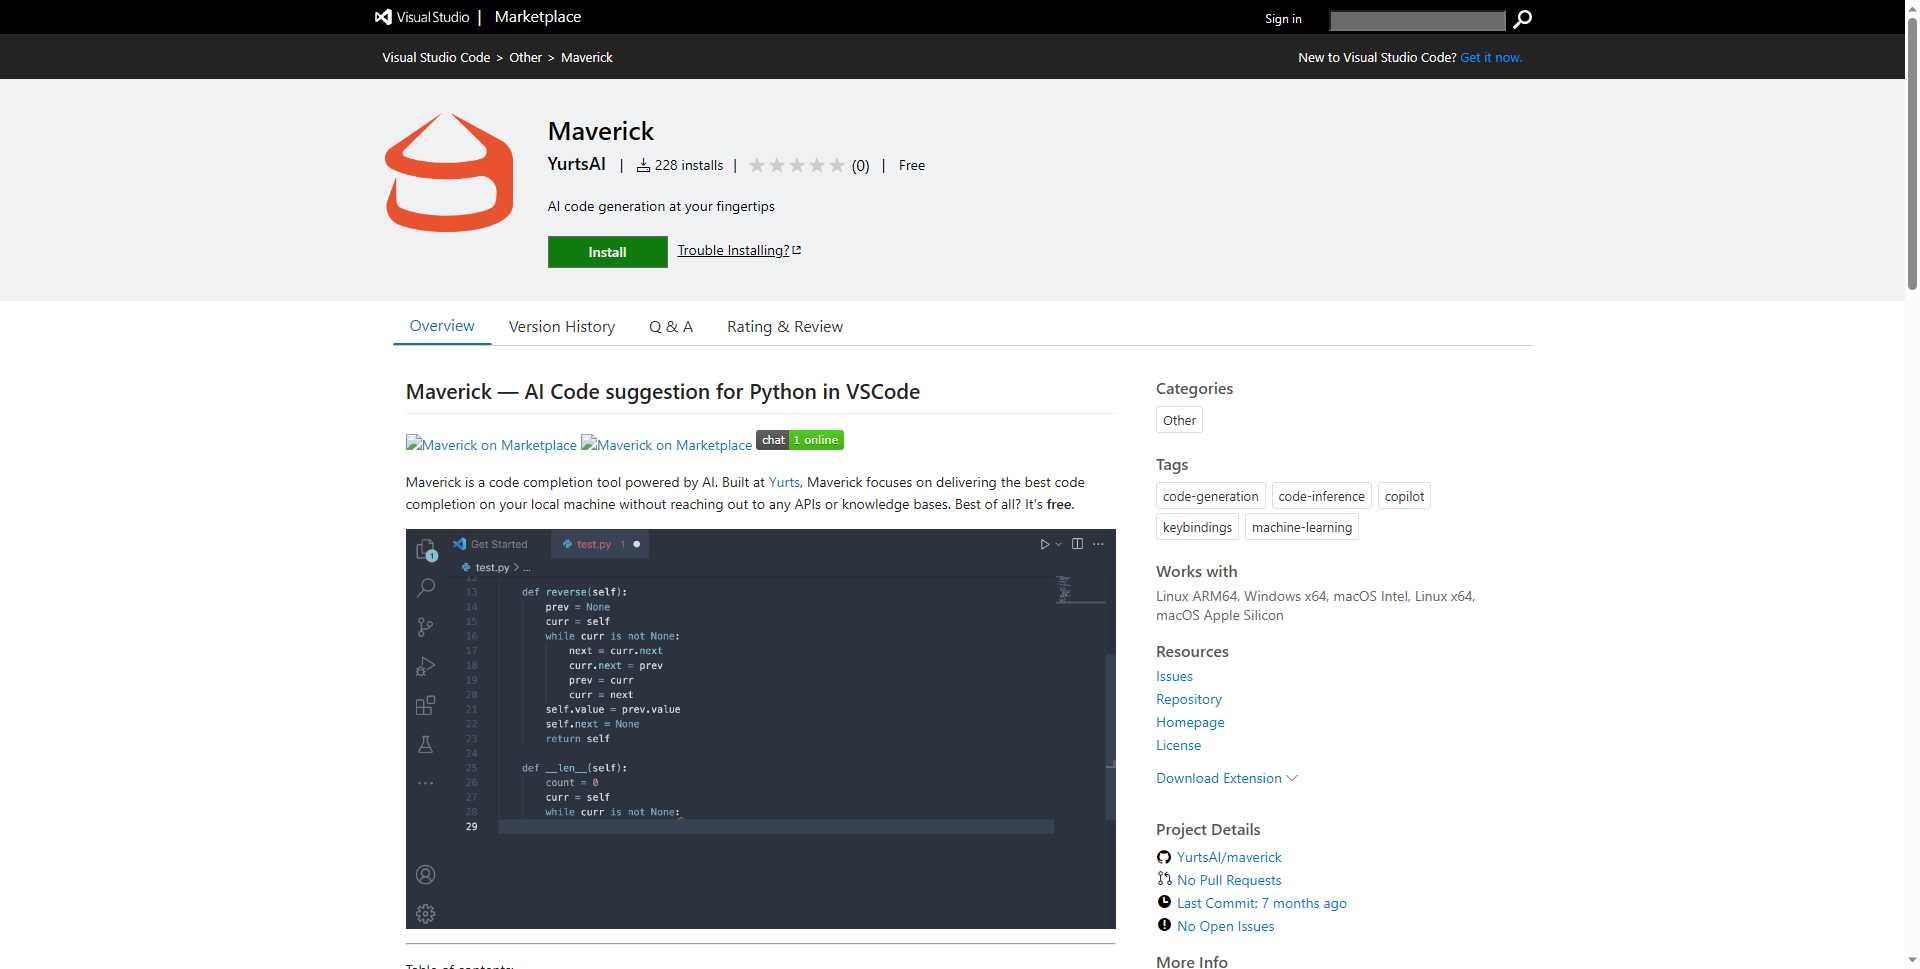 Visual Studio | Marketplace
Sign in
Visual Studio Code > Other > Maverick
New to Visual Studio Code? Get it now.
Maverick
YurtsAI | 228 installs | (0) | Free
AI code generation at your fingertips
Install Trouble Installing?
Overview Version History Q & A Rating & Review
Maverick — AI Code suggestion for Python in VSCode
Maverick on Marketplace Maverick on Marketplace chat 1 online
Maverick is a code completion tool powered by AI. Built at Yurts, Maverick focuses on delivering the best code
completion on your local machine without reaching out to any APIs or knowledge bases. Best of all? It's free.
1
Get Started test.py 1
test.py > ...
12
13 def reverse(self):
14 prev = None
15 curr = self
16 while curr is not None:
17 next = curr.next
18 curr.next = prev
19 prev = curr
20 curr = next
21 self.value = prev.value
22 self.next = None
23 return self
24
25 def __len__(self):
26 count = 0
27 curr = self
28 while curr is not None:
29
Table of contents:
Categories
Other
Tags
code-generation code-inference copilot
keybindings machine-learning
Works with
Linux ARM64, Windows x64, macOS Intel, Linux x64,
macOS Apple Silicon
Resources
Issues
Repository
Homepage
License
Download Extension
Project Details
YurtsAI/maverick
No Pull Requests
Last Commit: 7 months ago
No Open Issues
More Info